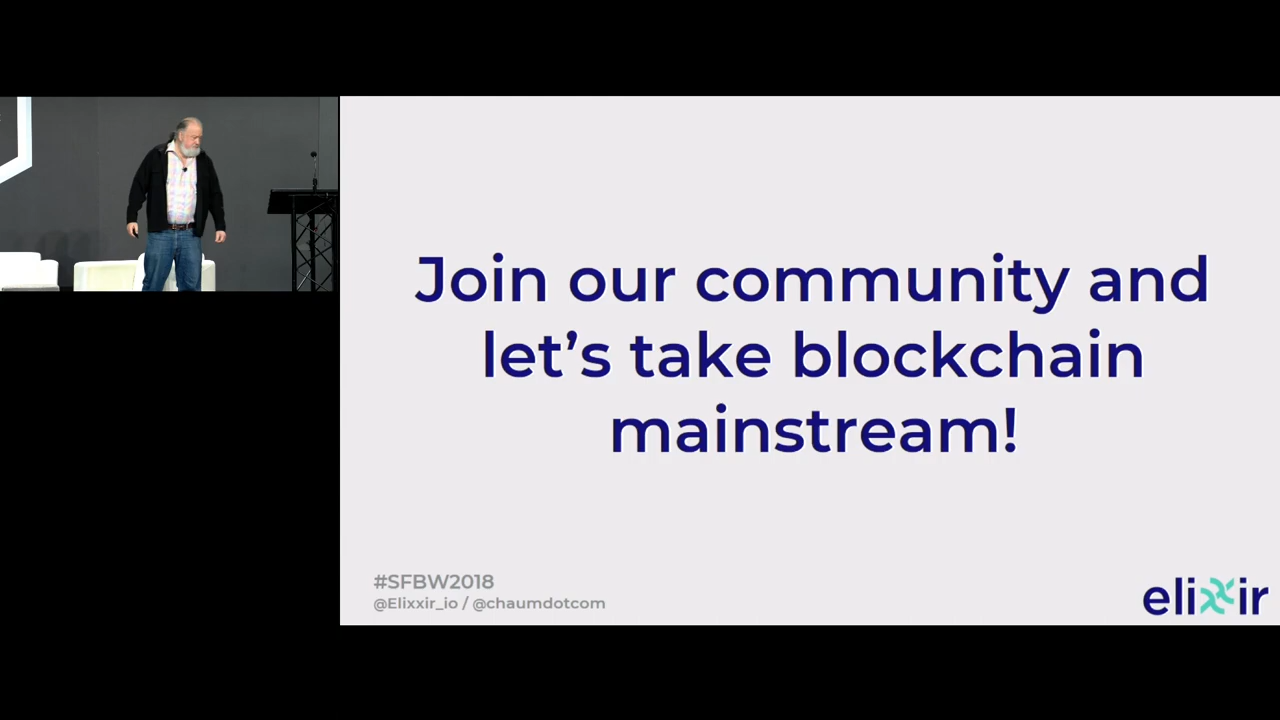 Join our community and
let's take blockchain
mainstream!
#SFBW2018
@Elixxir_io / @chaumdotcom
elixxir